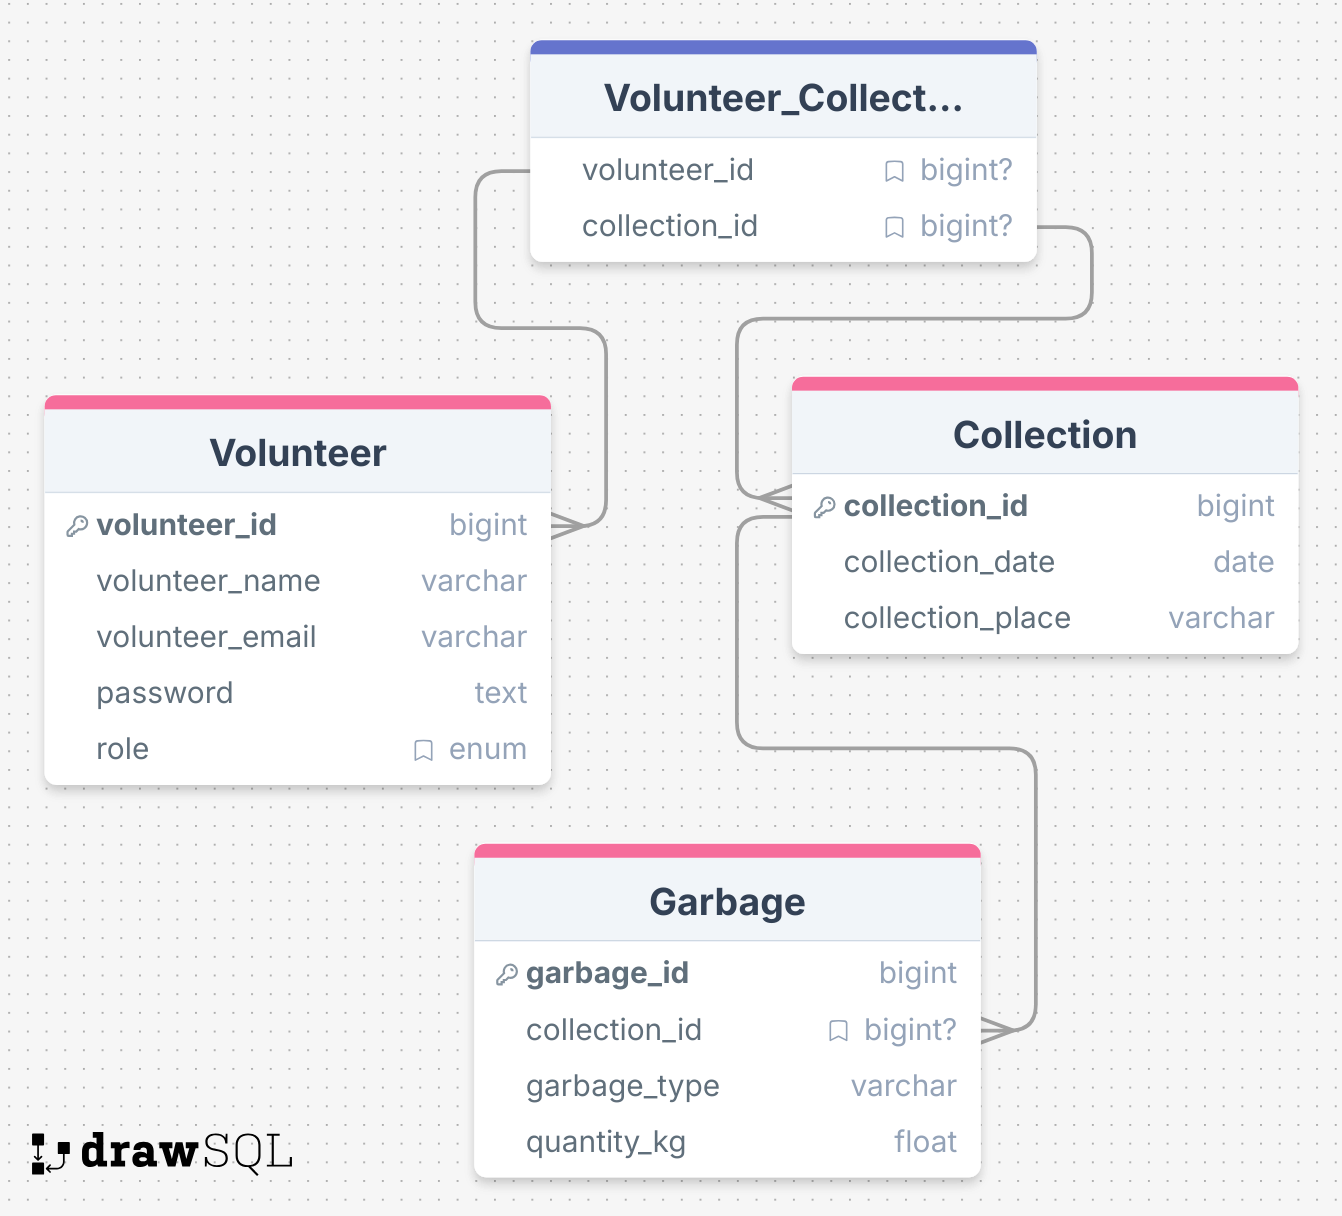 Volunteer_Collect...
volunteer_id bigint?
collection_id bigint?
Volunteer
volunteer_id bigint
volunteer_name varchar
volunteer_email varchar
password text
role enum
Collection
collection_id bigint
collection_date date
collection_place varchar
Garbage
garbage_id bigint
collection_id bigint?
garbage_type varchar
quantity_kg float
drawSQL